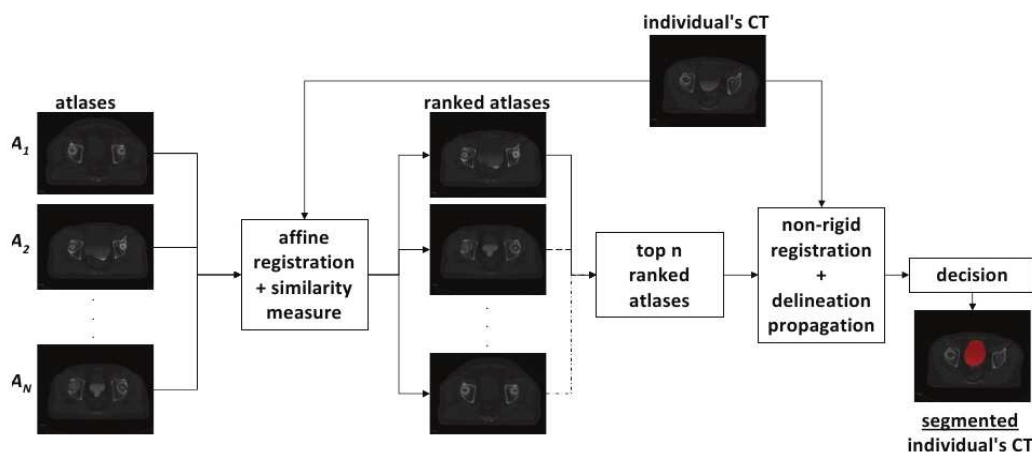 individual's CT
atlases
ranked atlases
A1
A2
AN
affine
registration
+ similarity
measure
top n
ranked
atlases
non-rigid
registration
+
delineation
propagation
decision
segmented
individual's CT